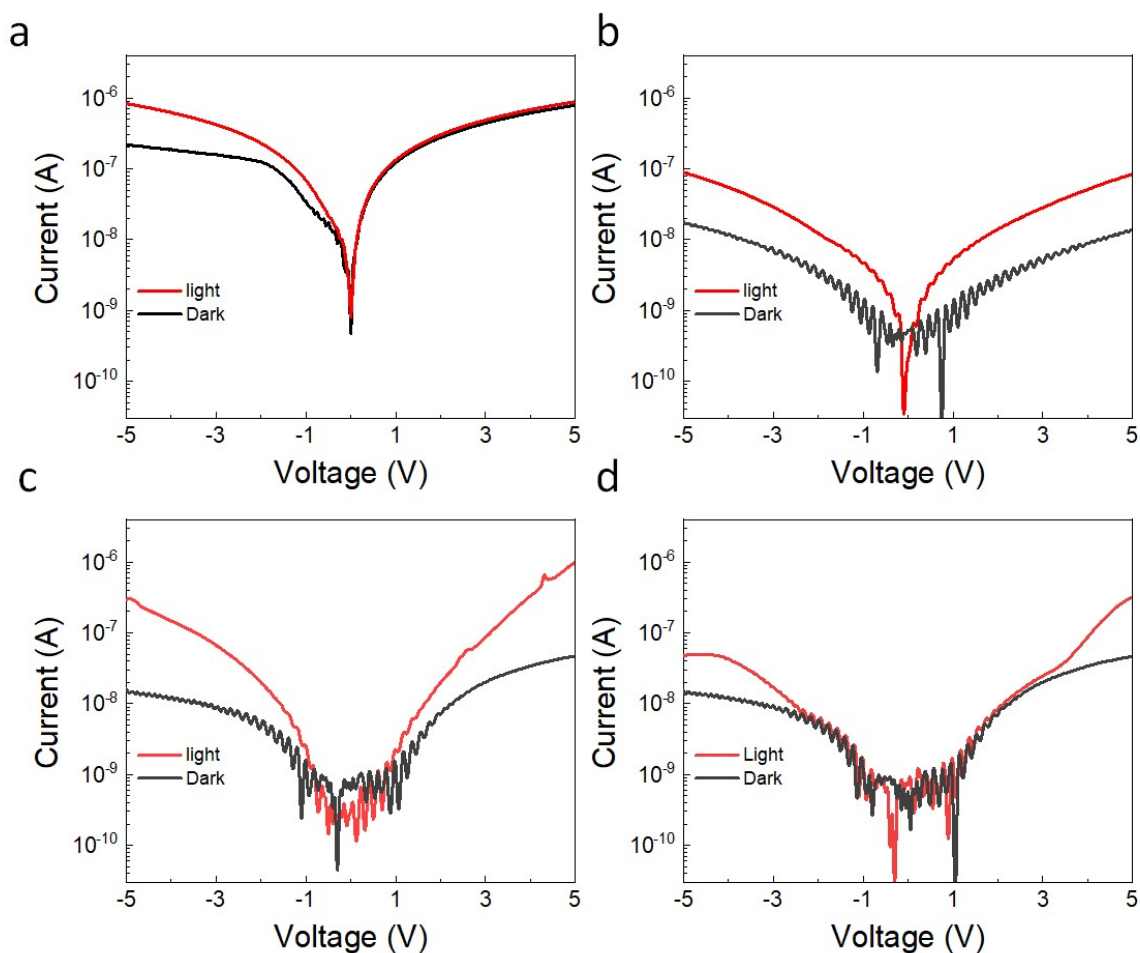 a
Current (A)
10⁻⁶
10⁻⁷
10⁻⁸
10⁻⁹
10⁻¹⁰
light
Dark
-5 -3 -1 1 3 5
Voltage (V)
b
Current (A)
10⁻⁶
10⁻⁷
10⁻⁸
10⁻⁹
10⁻¹⁰
light
Dark
-5 -3 -1 1 3 5
Voltage (V)
c
Current (A)
10⁻⁶
10⁻⁷
10⁻⁸
10⁻⁹
10⁻¹⁰
light
Dark
-5 -3 -1 1 3 5
Voltage (V)
d
Current (A)
10⁻⁶
10⁻⁷
10⁻⁸
10⁻⁹
10⁻¹⁰
Light
Dark
-5 -3 -1 1 3 5
Voltage (V)